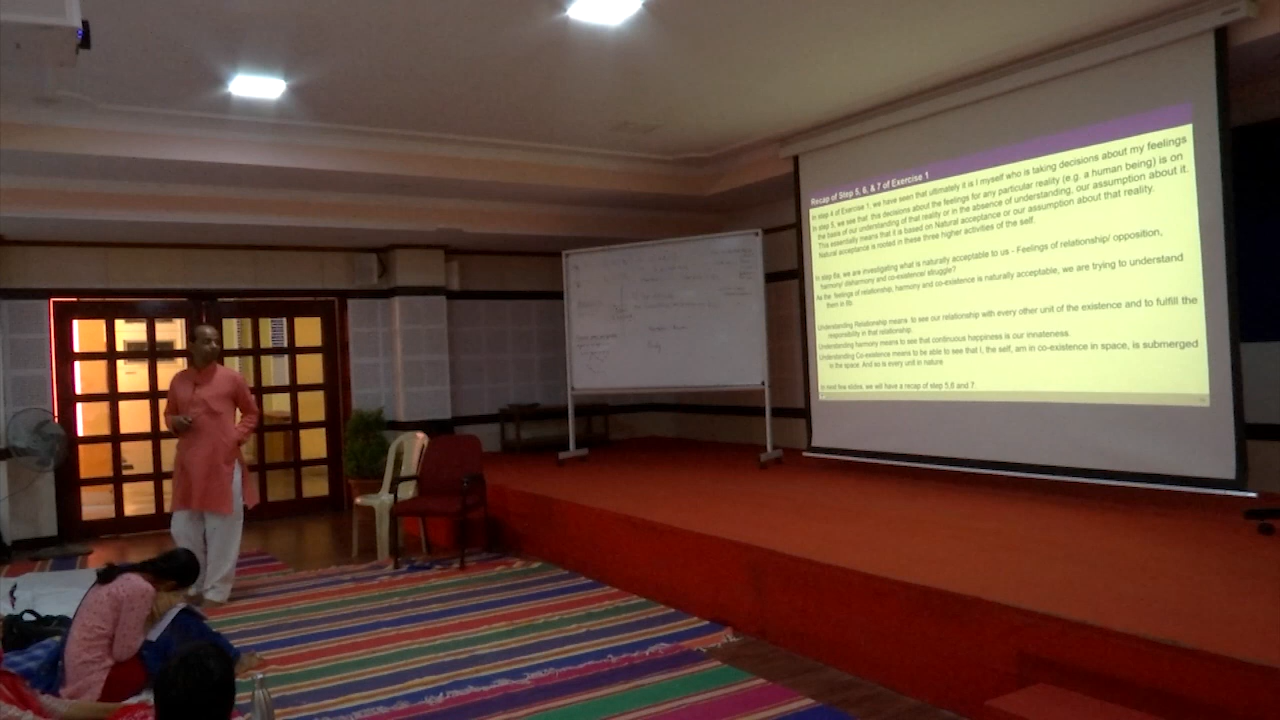 Recap of Step 5, 6, & 7 of Exercise 1
In step 4 of Exercise 1, we have seen that ultimately it is I myself who is taking decisions about my feelings
In step 5, we see that this decisions about the feelings for any particular reality (e.g. a human being) is on
the basis of our understanding of that reality or in the absence of understanding, our assumption about it.
This essentially means that it is based on Natural acceptance or our assumption about that reality.
Natural acceptance is rooted in these three higher activities of the self.
In step 6a, we are investigating what is naturally acceptable to us - Feelings of relationship/ opposition,
harmony/ disharmony and co-existence/ struggle?
As the feelings of relationship, harmony and co-existence is naturally acceptable, we are trying to understand
them in 6b
Understanding Relationship means to see our relationship with every other unit of the existence and to fulfill the
responsibility in that relationship.
Understanding harmony means to see that continuous happiness is our innateness.
Understanding Co-existence means to be able to see that I, the self, am in co-existence in space, is submerged
in the space. And so is every unit in nature
In next few slides, we will have a recap of step 5,6 and 7